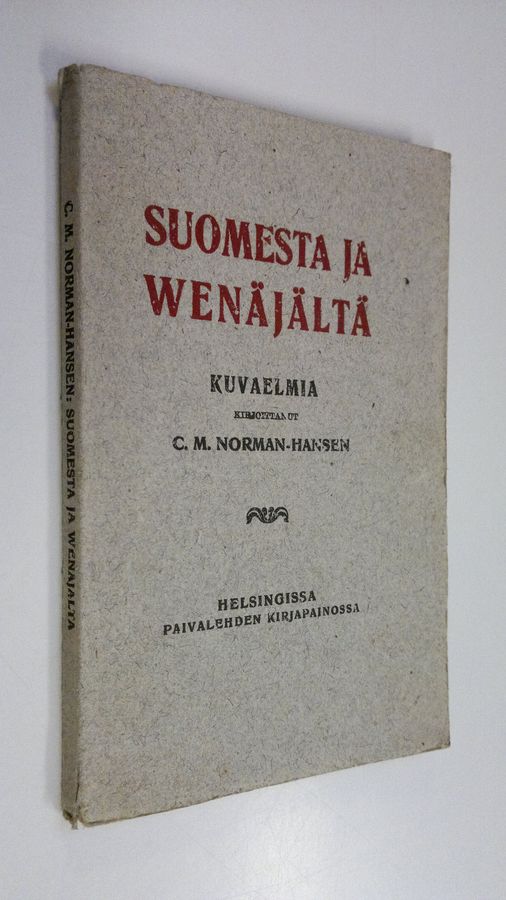 SUOMESTA JA
WENÄJÄLTÄ
KUVAELMIA
KIRJOITTANUT
C. M. NORMAN-HANSEN
HELSINGISSA
PAIVALEHDEN KIRJAPAINOSSA
C. M. NORMAN-HANSEN: SUOMESTA JA WENÄJÄLTÄ